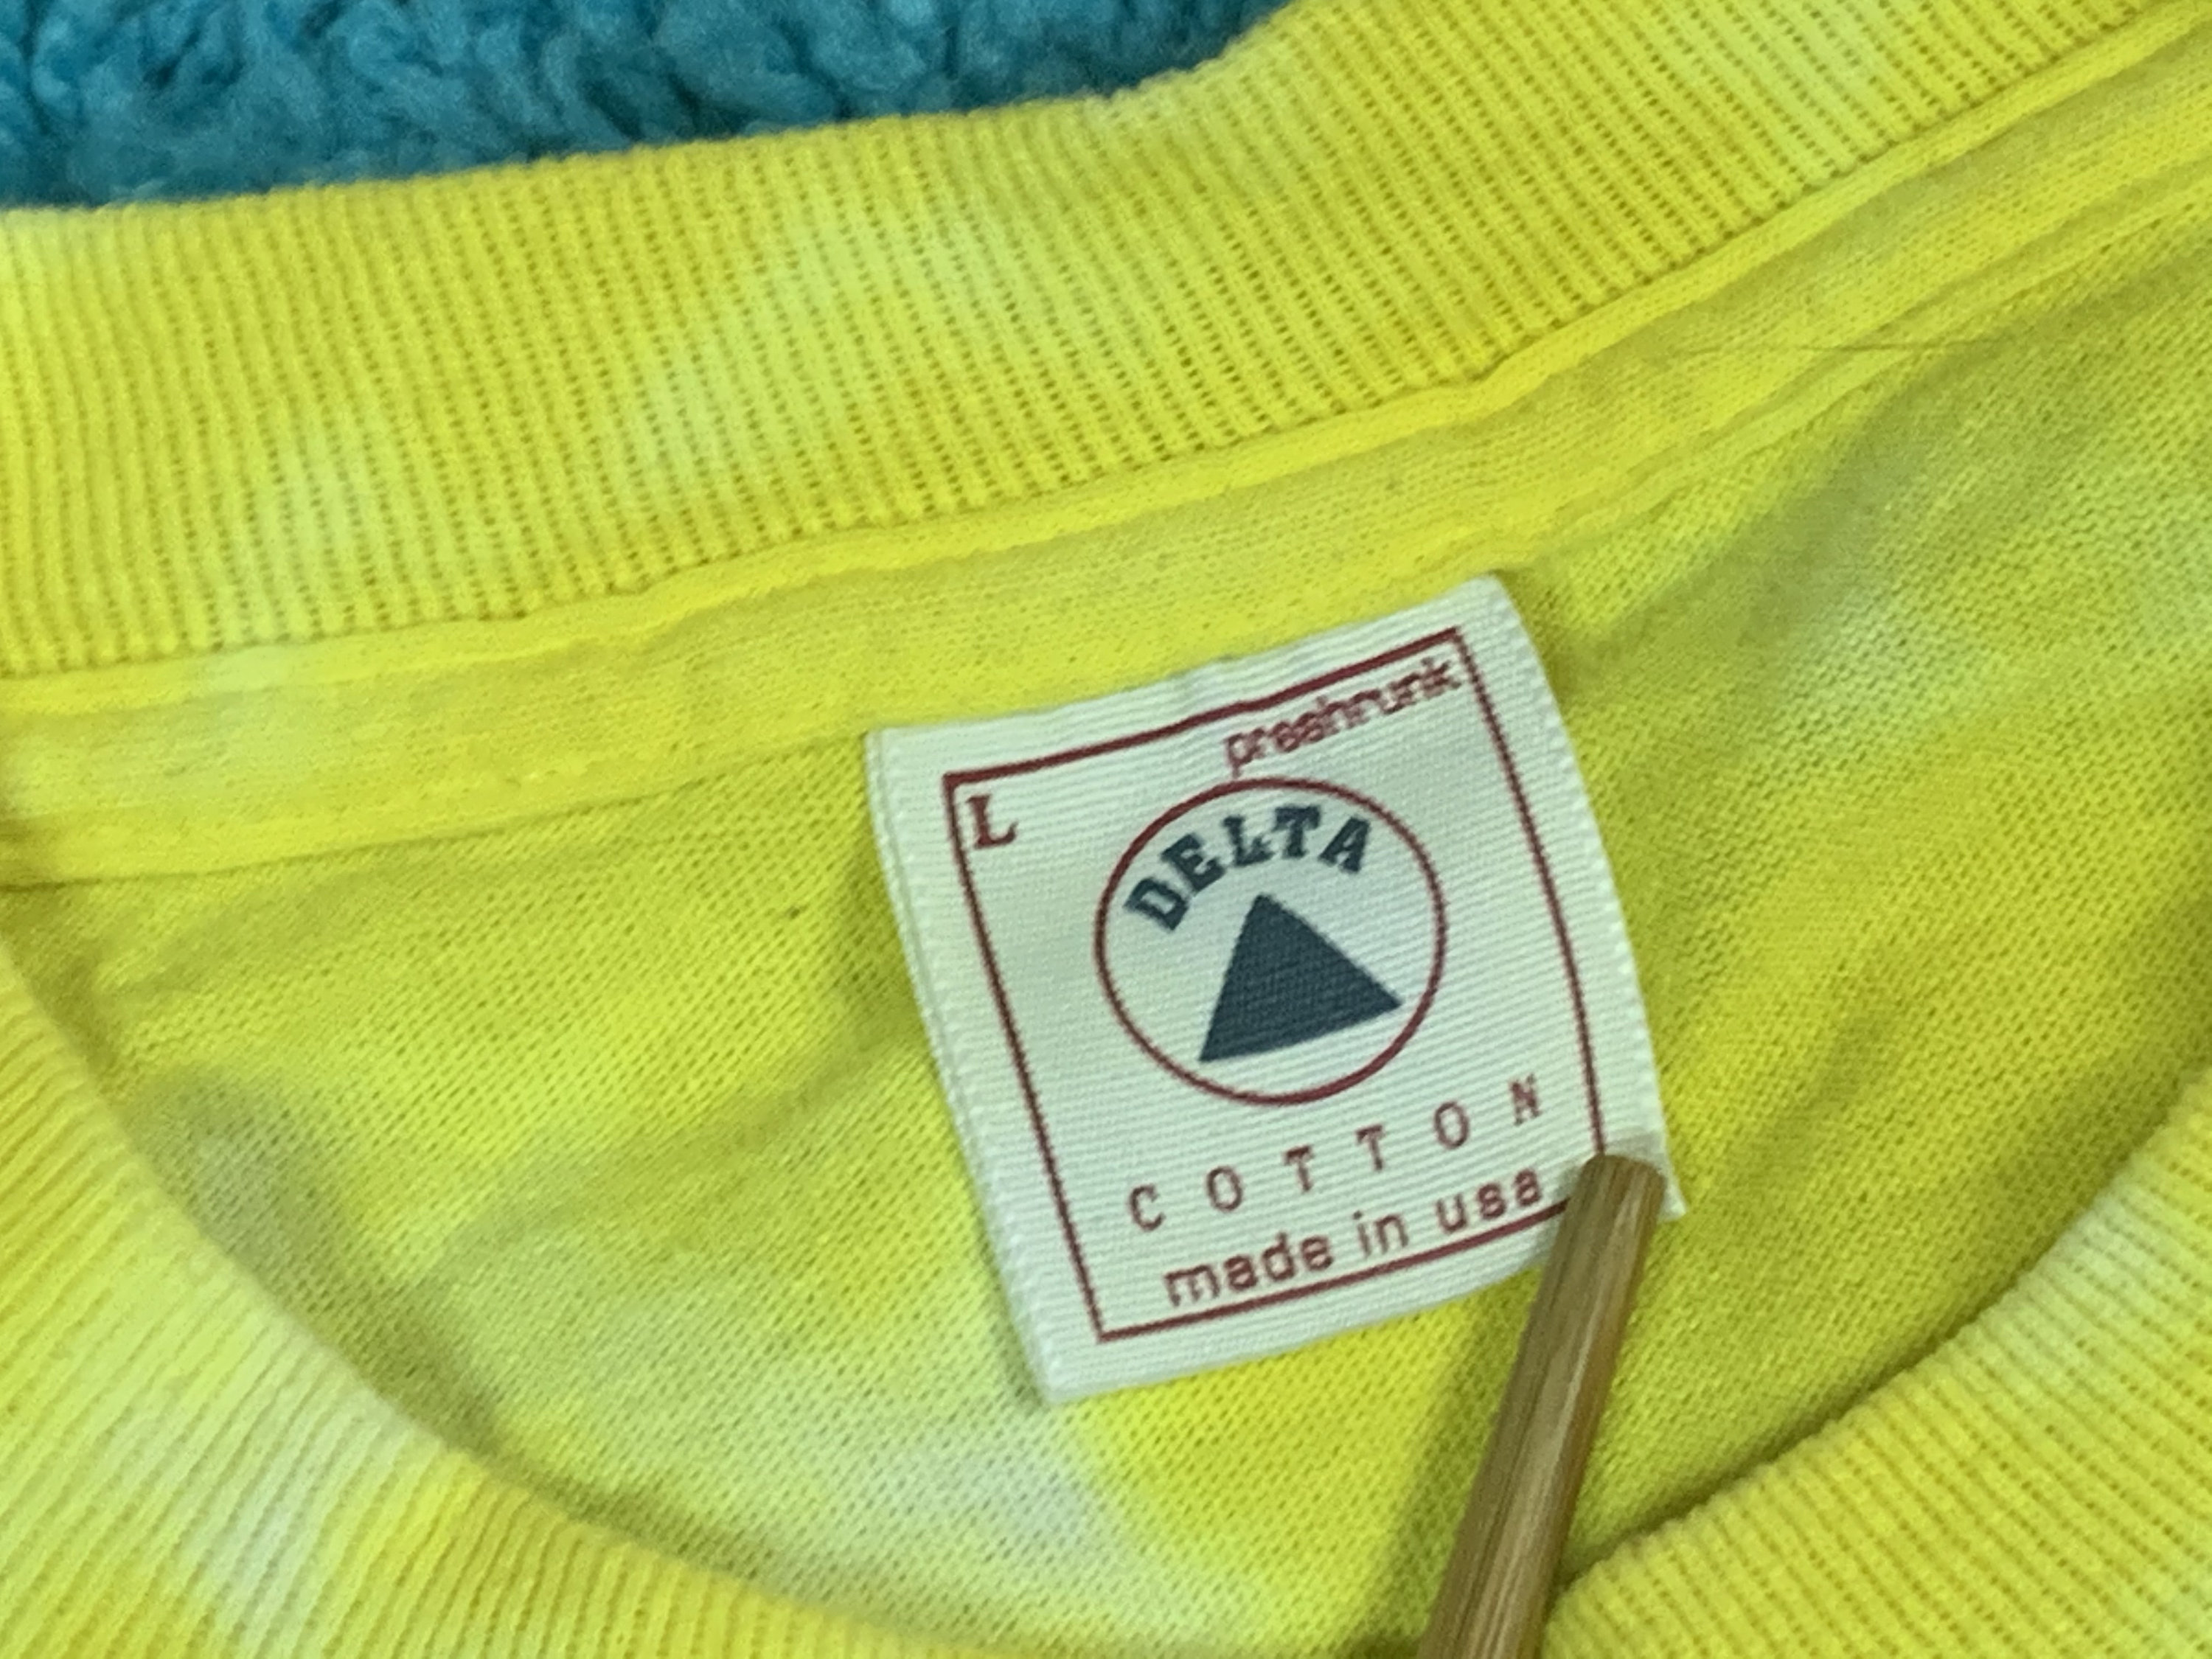 preshrunk
L
DELTA
COTTON
made in usa